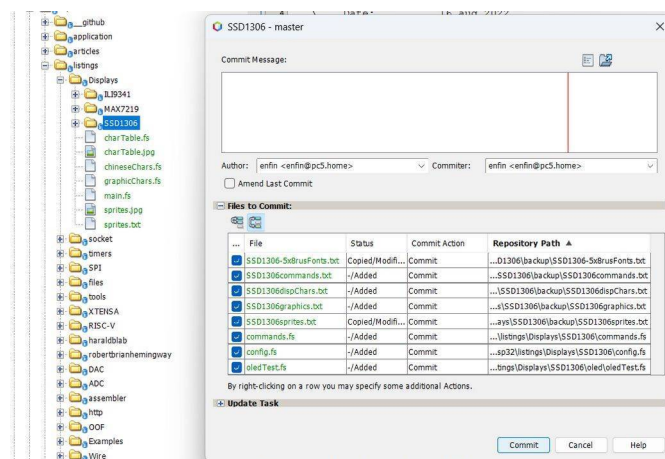 __github
application
articles
listings
Displays
ILI9341
MAX7219
SSD1306
charTable.fs
charTable.jpg
chineseChars.fs
graphicChars.fs
main.fs
sprites.jpg
sprites.txt
socket
timers
SPI
files
tools
XTENSA
RISC-V
haraldblab
robertbrianhemingway
DAC
ADC
assembler
http
OOF
Examples
Wire
4 \ Date: 16 aug 2022
SSD1306 - master
Commit Message:
Author: enfin <enfin@pc5.home> Commiter: enfin <enfin@pc5.home>
Amend Last Commit
Files to Commit:
... File Status Commit Action Repository Path
SSD1306-5x8rusFonts.txt Copied/Modifi... Commit ...D1306\backup\SSD1306-5x8rusFonts.txt
SSD1306commands.txt -/Added Commit ...SSD1306\backup\SSD1306commands.txt
SSD1306dispChars.txt -/Added Commit ...\SSD1306\backup\SSD1306dispChars.txt
SSD1306graphics.txt -/Added Commit ...s\SSD1306\backup\SSD1306graphics.txt
SSD1306sprites.txt Copied/Modifi... Commit ...ays\SSD1306\backup\SSD1306sprites.txt
commands.fs -/Added Commit ...\listings\Displays\SSD1306\commands.fs
config.fs -/Added Commit ...sp32\listings\Displays\SSD1306\config.fs
oledTest.fs -/Added Commit ...tings\Displays\SSD1306\oled\oledTest.fs
By right-clicking on a row you may specify some additional Actions.
Update Task
Commit Cancel Help